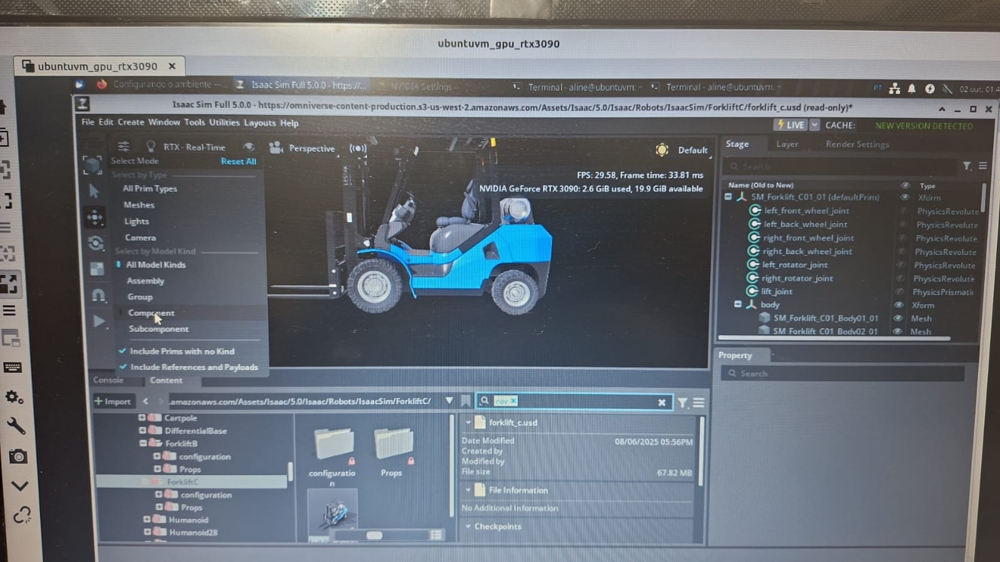 ubuntuvm_gpu_rtx3090
ubuntuvm_gpu_rtx3090
Configurando o ambiente —
Isaac Sim Full 5.0.0 - https://...
NVIDIA Settings
Terminal - aline@ubuntuvm: ~
Terminal - aline@ubuntuvm: ~
PT
02 out, 01:4
Isaac Sim Full 5.0.0 - https://omniverse-content-production.s3-us-west-2.amazonaws.com/Assets/Isaac/5.0/Isaac/Robots/IsaacSim/ForkliftC/forklift_c.usd (read-only)*
File Edit Create Window Tools Utilities Layouts Help
LIVE
CACHE:
NEW VERSION DETECTED
RTX - Real-Time
Perspective
Default
Select Mode
Reset All
Select by Type
All Prim Types
Meshes
Lights
Camera
Select by Model Kind
All Model Kinds
Assembly
Group
Component
Subcomponent
Include Prims with no Kind
Include References and Payloads
FPS: 29.58, Frame time: 33.81 ms
NVIDIA GeForce RTX 3090: 2.6 GiB used, 19.9 GiB available
Stage
Layer
Render Settings
Search
Name (Old to New)
Type
SM_Forklift_C01_01 (defaultPrim)
Xform
left_front_wheel_joint
PhysicsRevolute
left_back_wheel_joint
PhysicsRevolute
right_front_wheel_joint
PhysicsRevolute
right_back_wheel_joint
PhysicsRevolute
left_rotator_joint
PhysicsRevolute
right_rotator_joint
PhysicsRevolute
lift_joint
PhysicsPrismatic
body
Xform
SM_Forklift_C01_Body01_01
Mesh
SM_Forklift_C01_Body02_01
Mesh
Property
Search
Console
Content
Import
.amazonaws.com/Assets/Isaac/5.0/Isaac/Robots/IsaacSim/ForkliftC/
rov
Cartpole
DifferentialBase
ForkliftB
configuration
Props
ForkliftC
configuration
Props
Humanoid
Humanoid28
configuratio
n
Props
forklift_c.usd
Date Modified
08/06/2025 05:56PM
Created by
Modified by
File size
67.82 MB
File Information
No Additional Information
Checkpoints